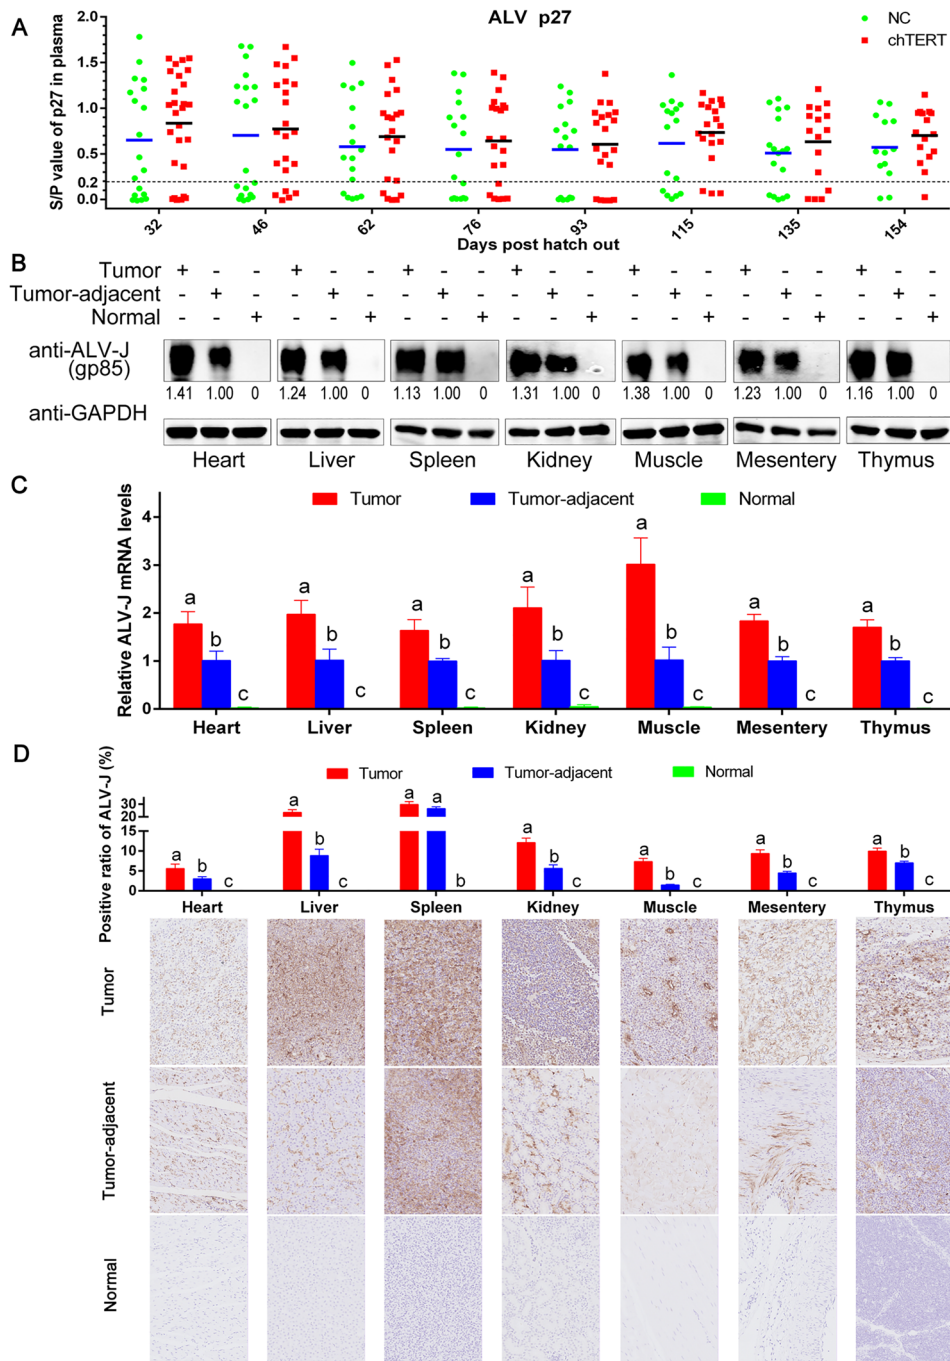 A
ALV p27
NC
chTERT
S/P value of p27 in plasma
2.0
1.5
1.0
0.5
0.2
0.0
32 46 62 76 93 115 135 154
Days post hatch out
B
Tumor + - - + - - + - - + - - + - - + - - + - -
Tumor-adjacent - + - - + - - + - - + - - + - - + - - + -
Normal - - + - - + - - + - - + - - + - - + - - +
anti-ALV-J
(gp85)
1.41 1.00 0 1.24 1.00 0 1.13 1.00 0 1.31 1.00 0 1.38 1.00 0 1.23 1.00 0 1.16 1.00 0
anti-GAPDH
Heart Liver Spleen Kidney Muscle Mesentery Thymus
C
Tumor Tumor-adjacent Normal
Relative ALV-J mRNA levels
4
3
2
1
0
a b c a b c a b c a b c a b c a b c a b c
Heart Liver Spleen Kidney Muscle Mesentery Thymus
D
Tumor Tumor-adjacent Normal
Positive ratio of ALV-J (%)
30
20
15
10
5
0
a b c a b c a a b a b c a b c a b c a b c
Heart Liver Spleen Kidney Muscle Mesentery Thymus
Tumor
Tumor-adjacent
Normal